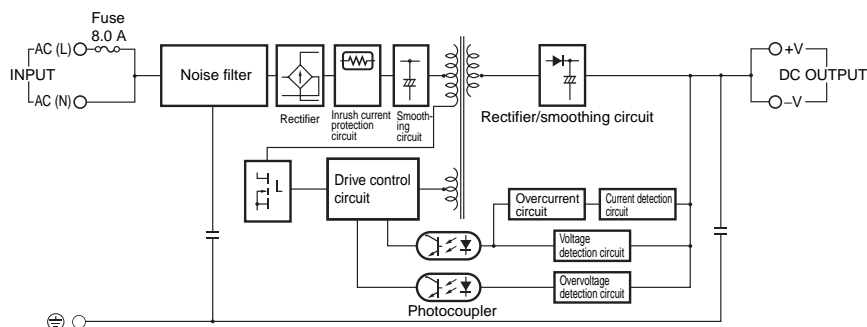 Fuse
8.0 A
AC (L)
INPUT
AC (N)
Noise filter
Rectifier
Inrush current
protection
circuit
Smooth-
ing
circuit
Rectifier/smoothing circuit
+V
DC OUTPUT
–V
Drive control
circuit
Overcurrent
circuit
Current detection
circuit
Voltage
detection circuit
Overvoltage
detection circuit
Photocoupler